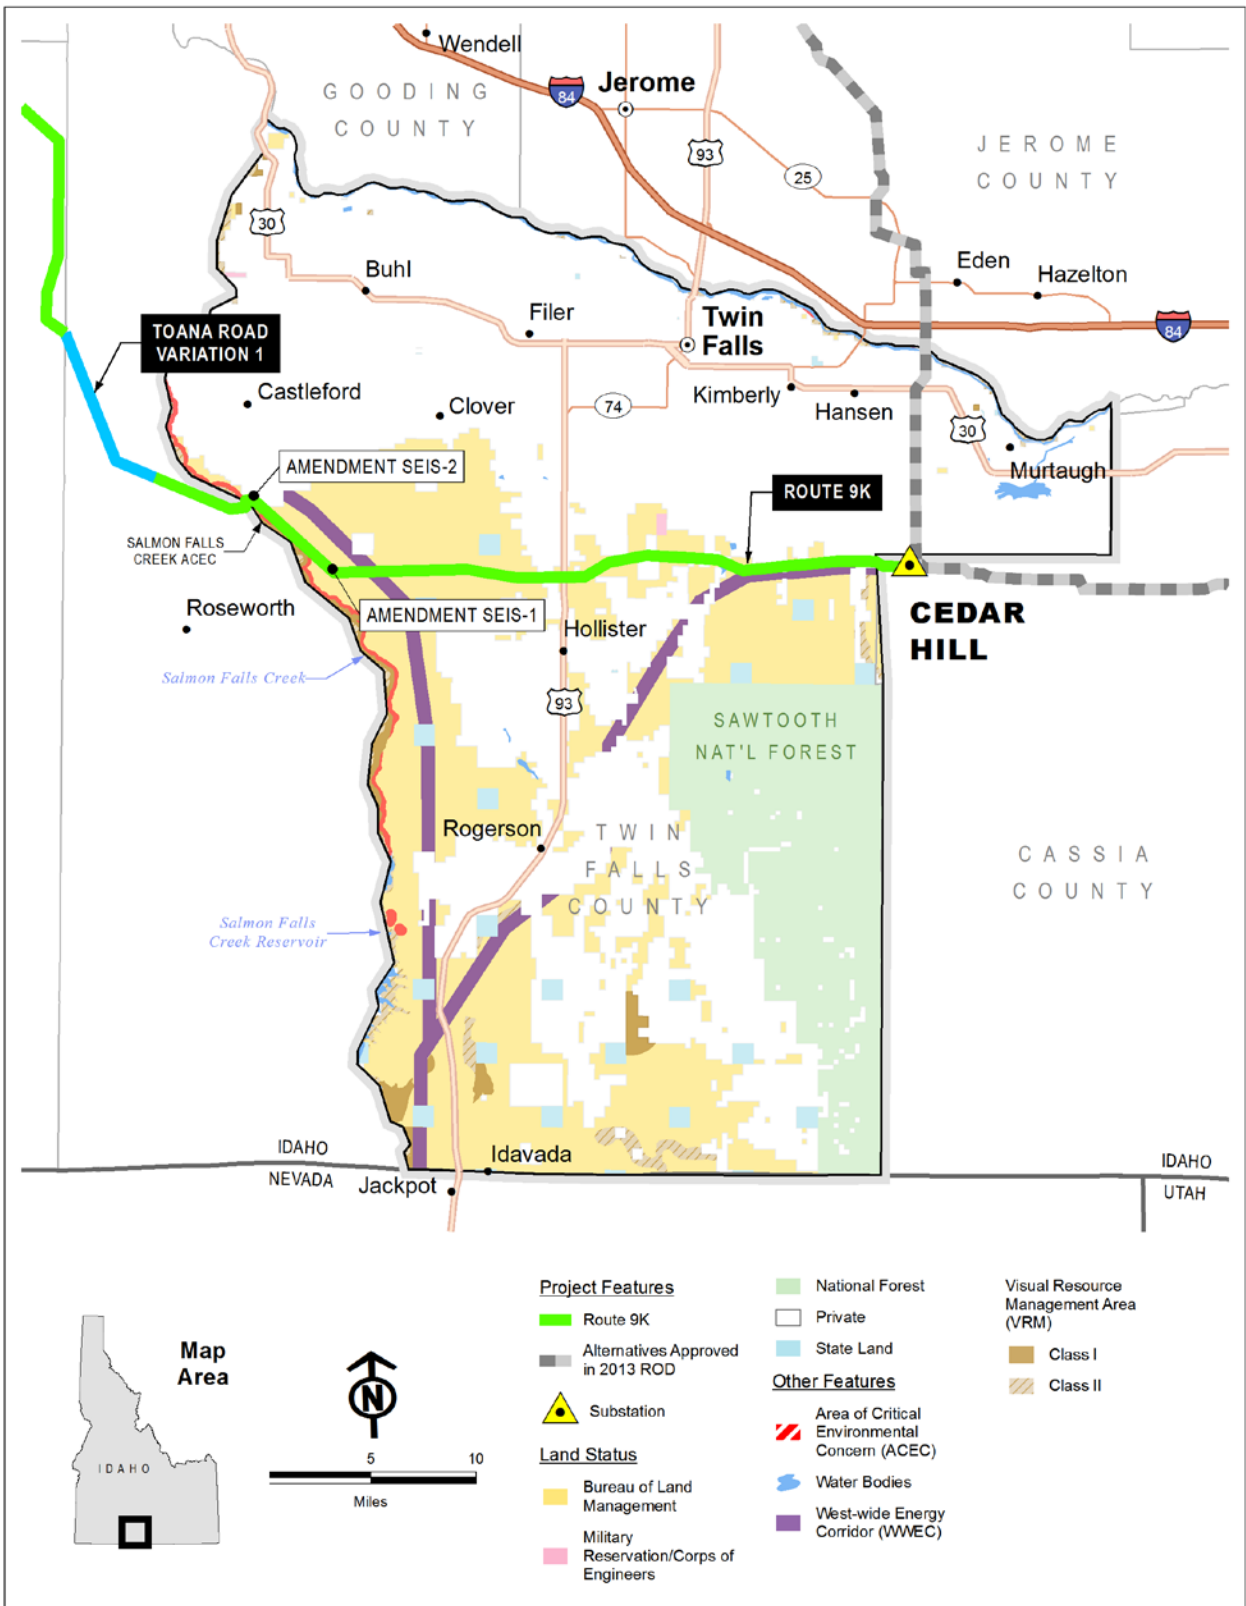 Wendell
GOODING
COUNTY
84
Jerome
93
JEROME
COUNTY
25
30
Buhl
Eden
Hazelton
Filer
TOANA ROAD
VARIATION 1
Twin
Falls
84
Castleford
Clover
74
Kimberly
Hansen
30
Murtaugh
AMENDMENT SEIS-2
ROUTE 9K
SALMON FALLS
CREEK ACEC
Roseworth
AMENDMENT SEIS-1
CEDAR
HILL
Hollister
Salmon Falls Creek
93
SAWTOOTH
NAT'L FOREST
Rogerson
TWIN
FALLS
COUNTY
CASSIA
COUNTY
Salmon Falls
Creek Reservoir
IDAHO
NEVADA
Idavada
Jackpot
IDAHO
UTAH
Map
Area
IDAHO
N
5
10
Miles
Project Features
Route 9K
Alternatives Approved
in 2013 ROD
Substation
Land Status
Bureau of Land
Management
Military
Reservation/Corps of
Engineers
National Forest
Private
State Land
Other Features
Area of Critical
Environmental
Concern (ACEC)
Water Bodies
West-wide Energy
Corridor (WWEC)
Visual Resource
Management Area
(VRM)
Class I
Class II